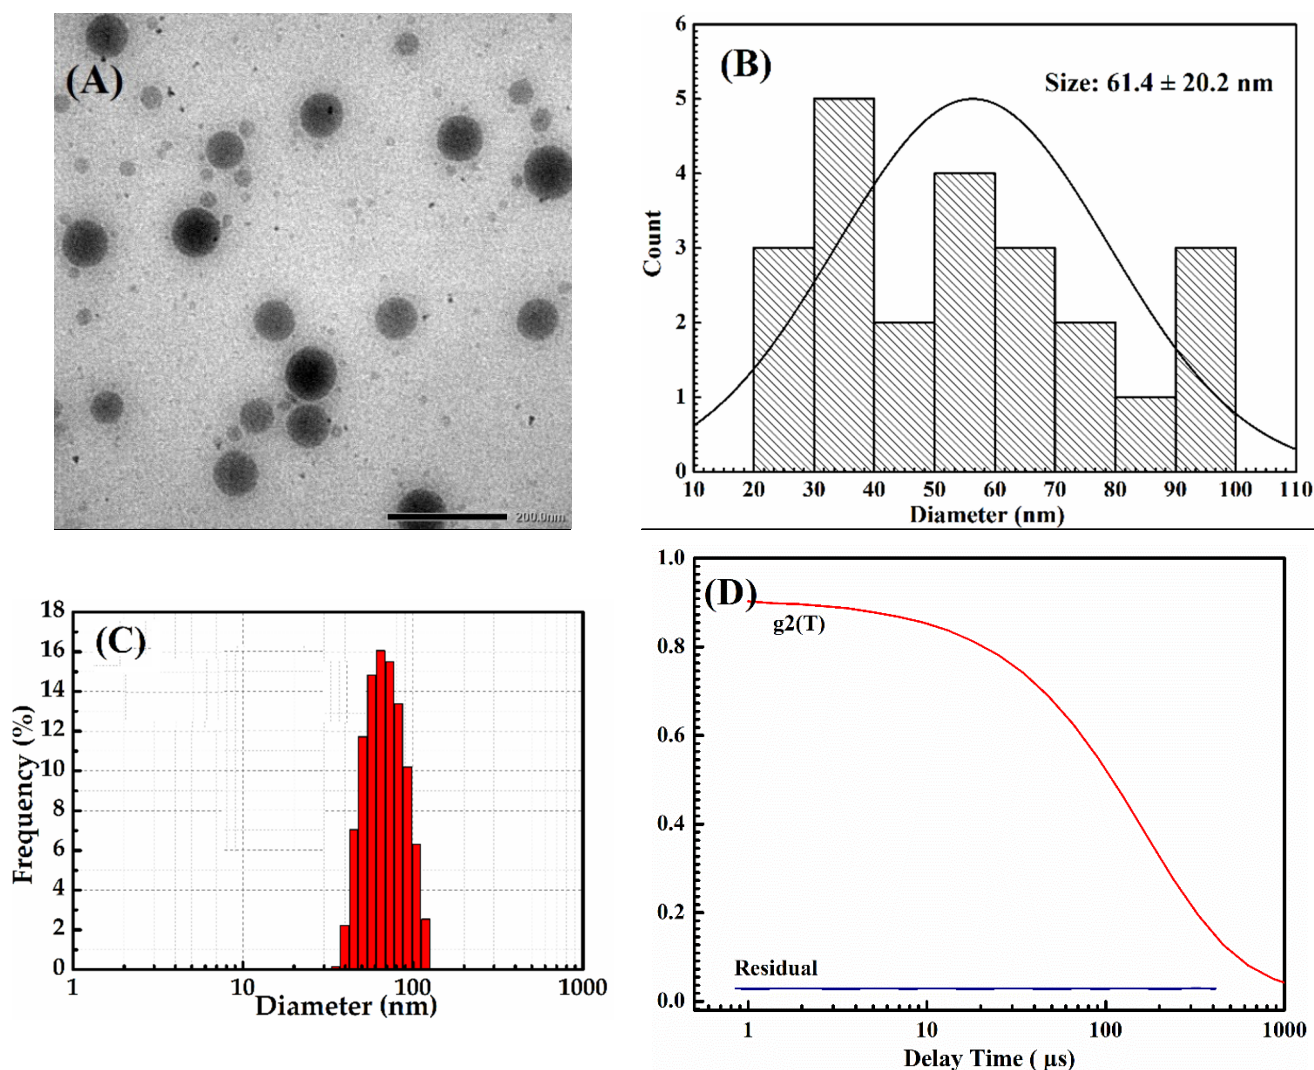 (A)
200.0nm
(B)
Size: 61.4 ± 20.2 nm
Count
6
5
4
3
2
1
0
10 20 30 40 50 60 70 80 90 100 110
Diameter (nm)
(C)
Frequency (%)
18
16
14
12
10
8
6
4
2
0
1 10 100 1000
Diameter (nm)
(D)
g2(T)
Residual
1.0
0.8
0.6
0.4
0.2
0.0
1 10 100 1000
Delay Time ( µs)